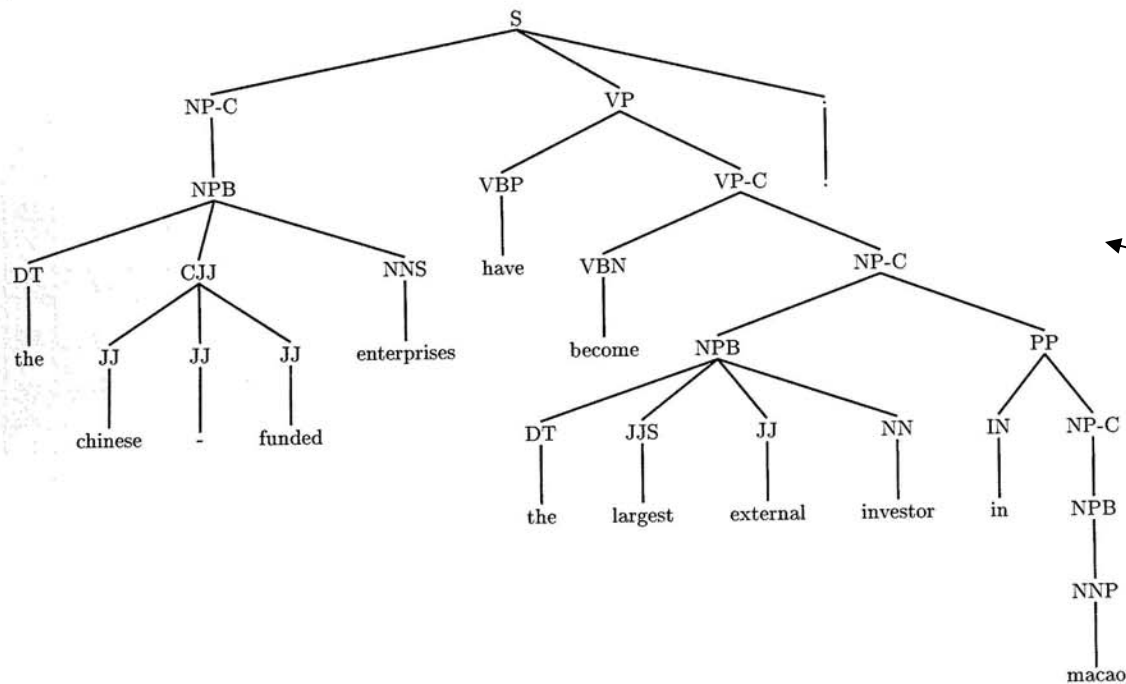 S
NP-C VP .
NPB VBP VP-C .
DT CJJ NNS have VBN NP-C
the JJ JJ JJ enterprises become NPB PP
chinese - funded DT JJS JJ NN IN NP-C
the largest external investor in NPB
NNP
macao